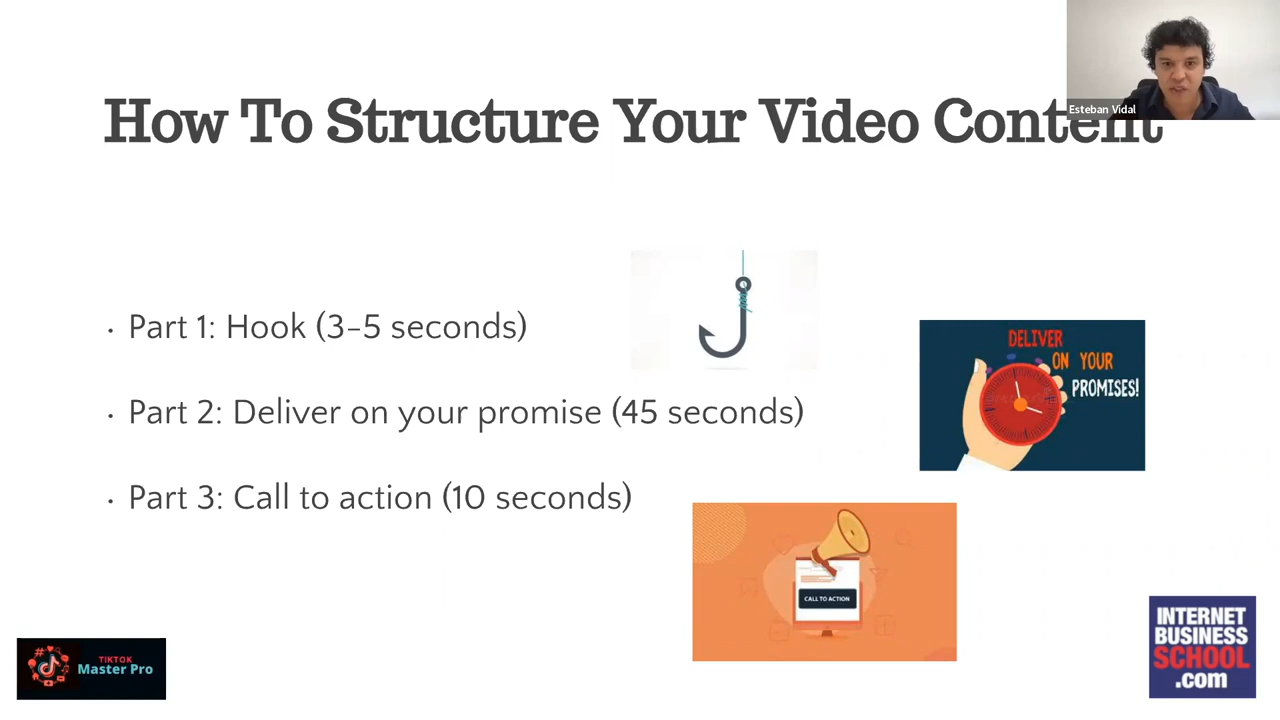 How To Structure Your Video Content
Esteban Vidal
Part 1: Hook (3-5 seconds)
DELIVER
ON YOUR
PROMISES!
Part 2: Deliver on your promise (45 seconds)
Part 3: Call to action (10 seconds)
CALL TO ACTION
TIKTOK
Master Pro
INTERNET
BUSINESS
SCHOOL
.com